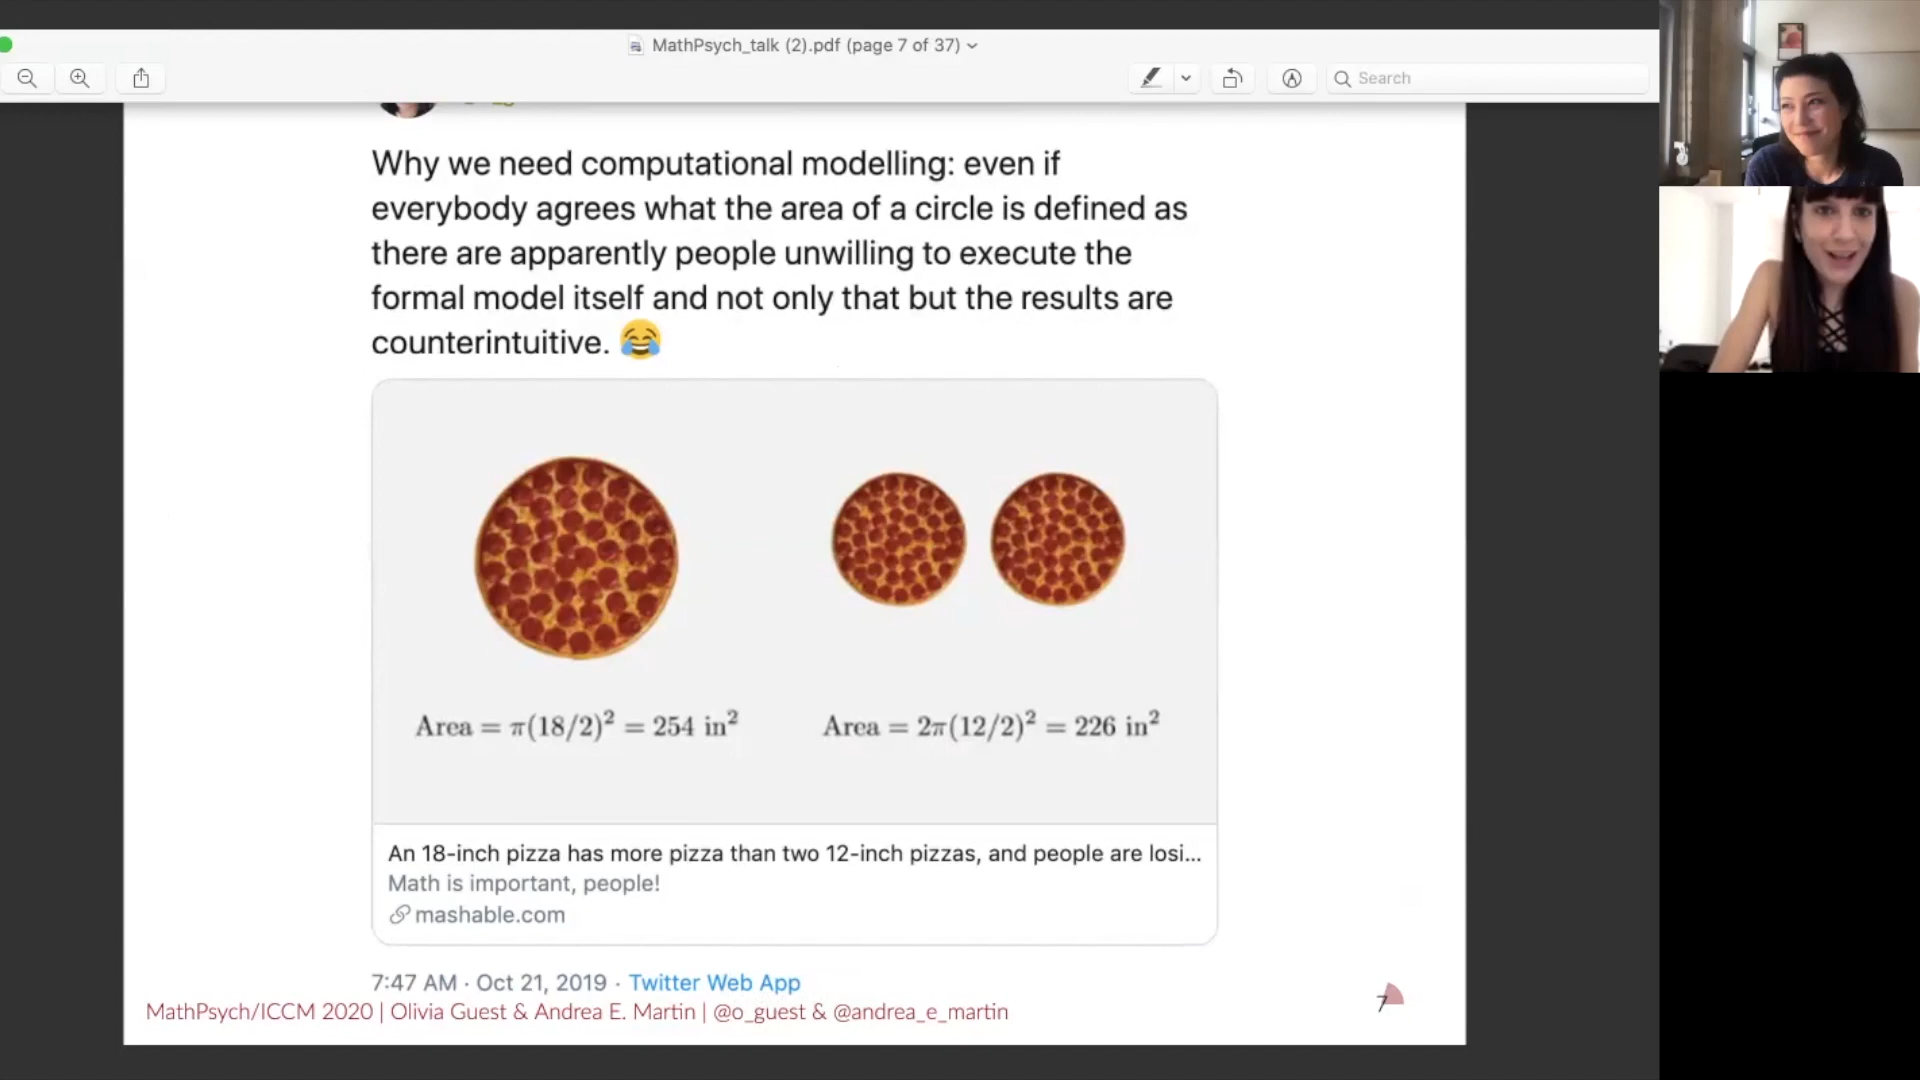 MathPsych_talk (2).pdf (page 7 of 37)
Search
Why we need computational modelling: even if
everybody agrees what the area of a circle is defined as
there are apparently people unwilling to execute the
formal model itself and not only that but the results are
counterintuitive. 😂
Area = π(18/2)² = 254 in²
Area = 2π(12/2)² = 226 in²
An 18-inch pizza has more pizza than two 12-inch pizzas, and people are losi...
Math is important, people!
mashable.com
7:47 AM · Oct 21, 2019 · Twitter Web App
MathPsych/ICCM 2020 | Olivia Guest & Andrea E. Martin | @o_guest & @andrea_e_martin
7